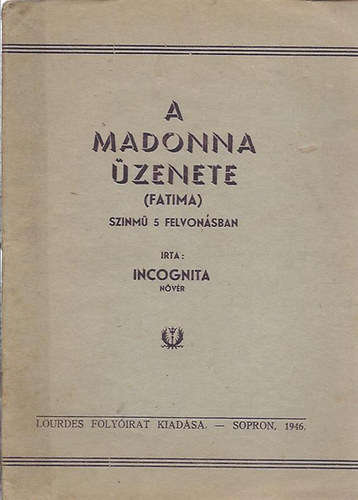 A
MADONNA
ÜZENETE
(FATIMA)
SZINMŰ 5 FELVONÁSBAN
IRTA:
INCOGNITA
NŐVÉR
LOURDES FOLYÓIRAT KIADÁSA. — SOPRON, 1946.